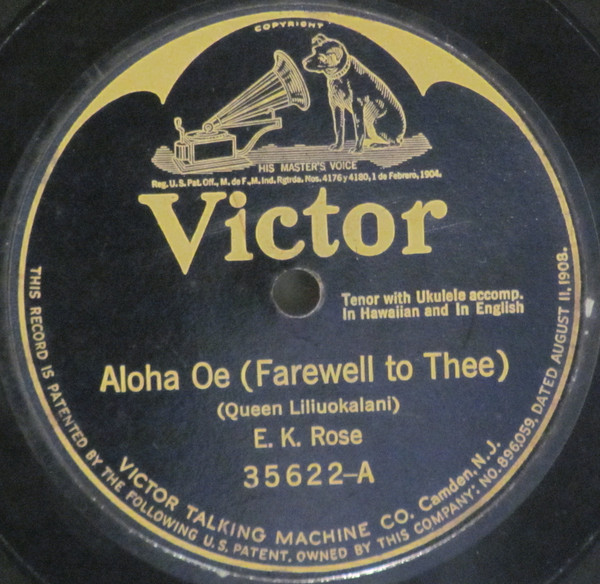 COPYRIGHT
HIS MASTER'S VOICE
Reg. U.S. Pat. Off., M. de F., M. Ind. Rgtrda. Nos. 4176 y 4180, 1 de Febrero, 1904.
Victor
Tenor with Ukulele accomp.
In Hawaiian and In English
Aloha Oe (Farewell to Thee)
(Queen Liliuokalani)
E. K. Rose
35622-A
VICTOR TALKING MACHINE CO. Camden, N.J.
THIS RECORD IS PATENTED BY THE FOLLOWING U.S. PATENT, OWNED BY THIS COMPANY: NO. 896,059, DATED AUGUST 11, 1908.